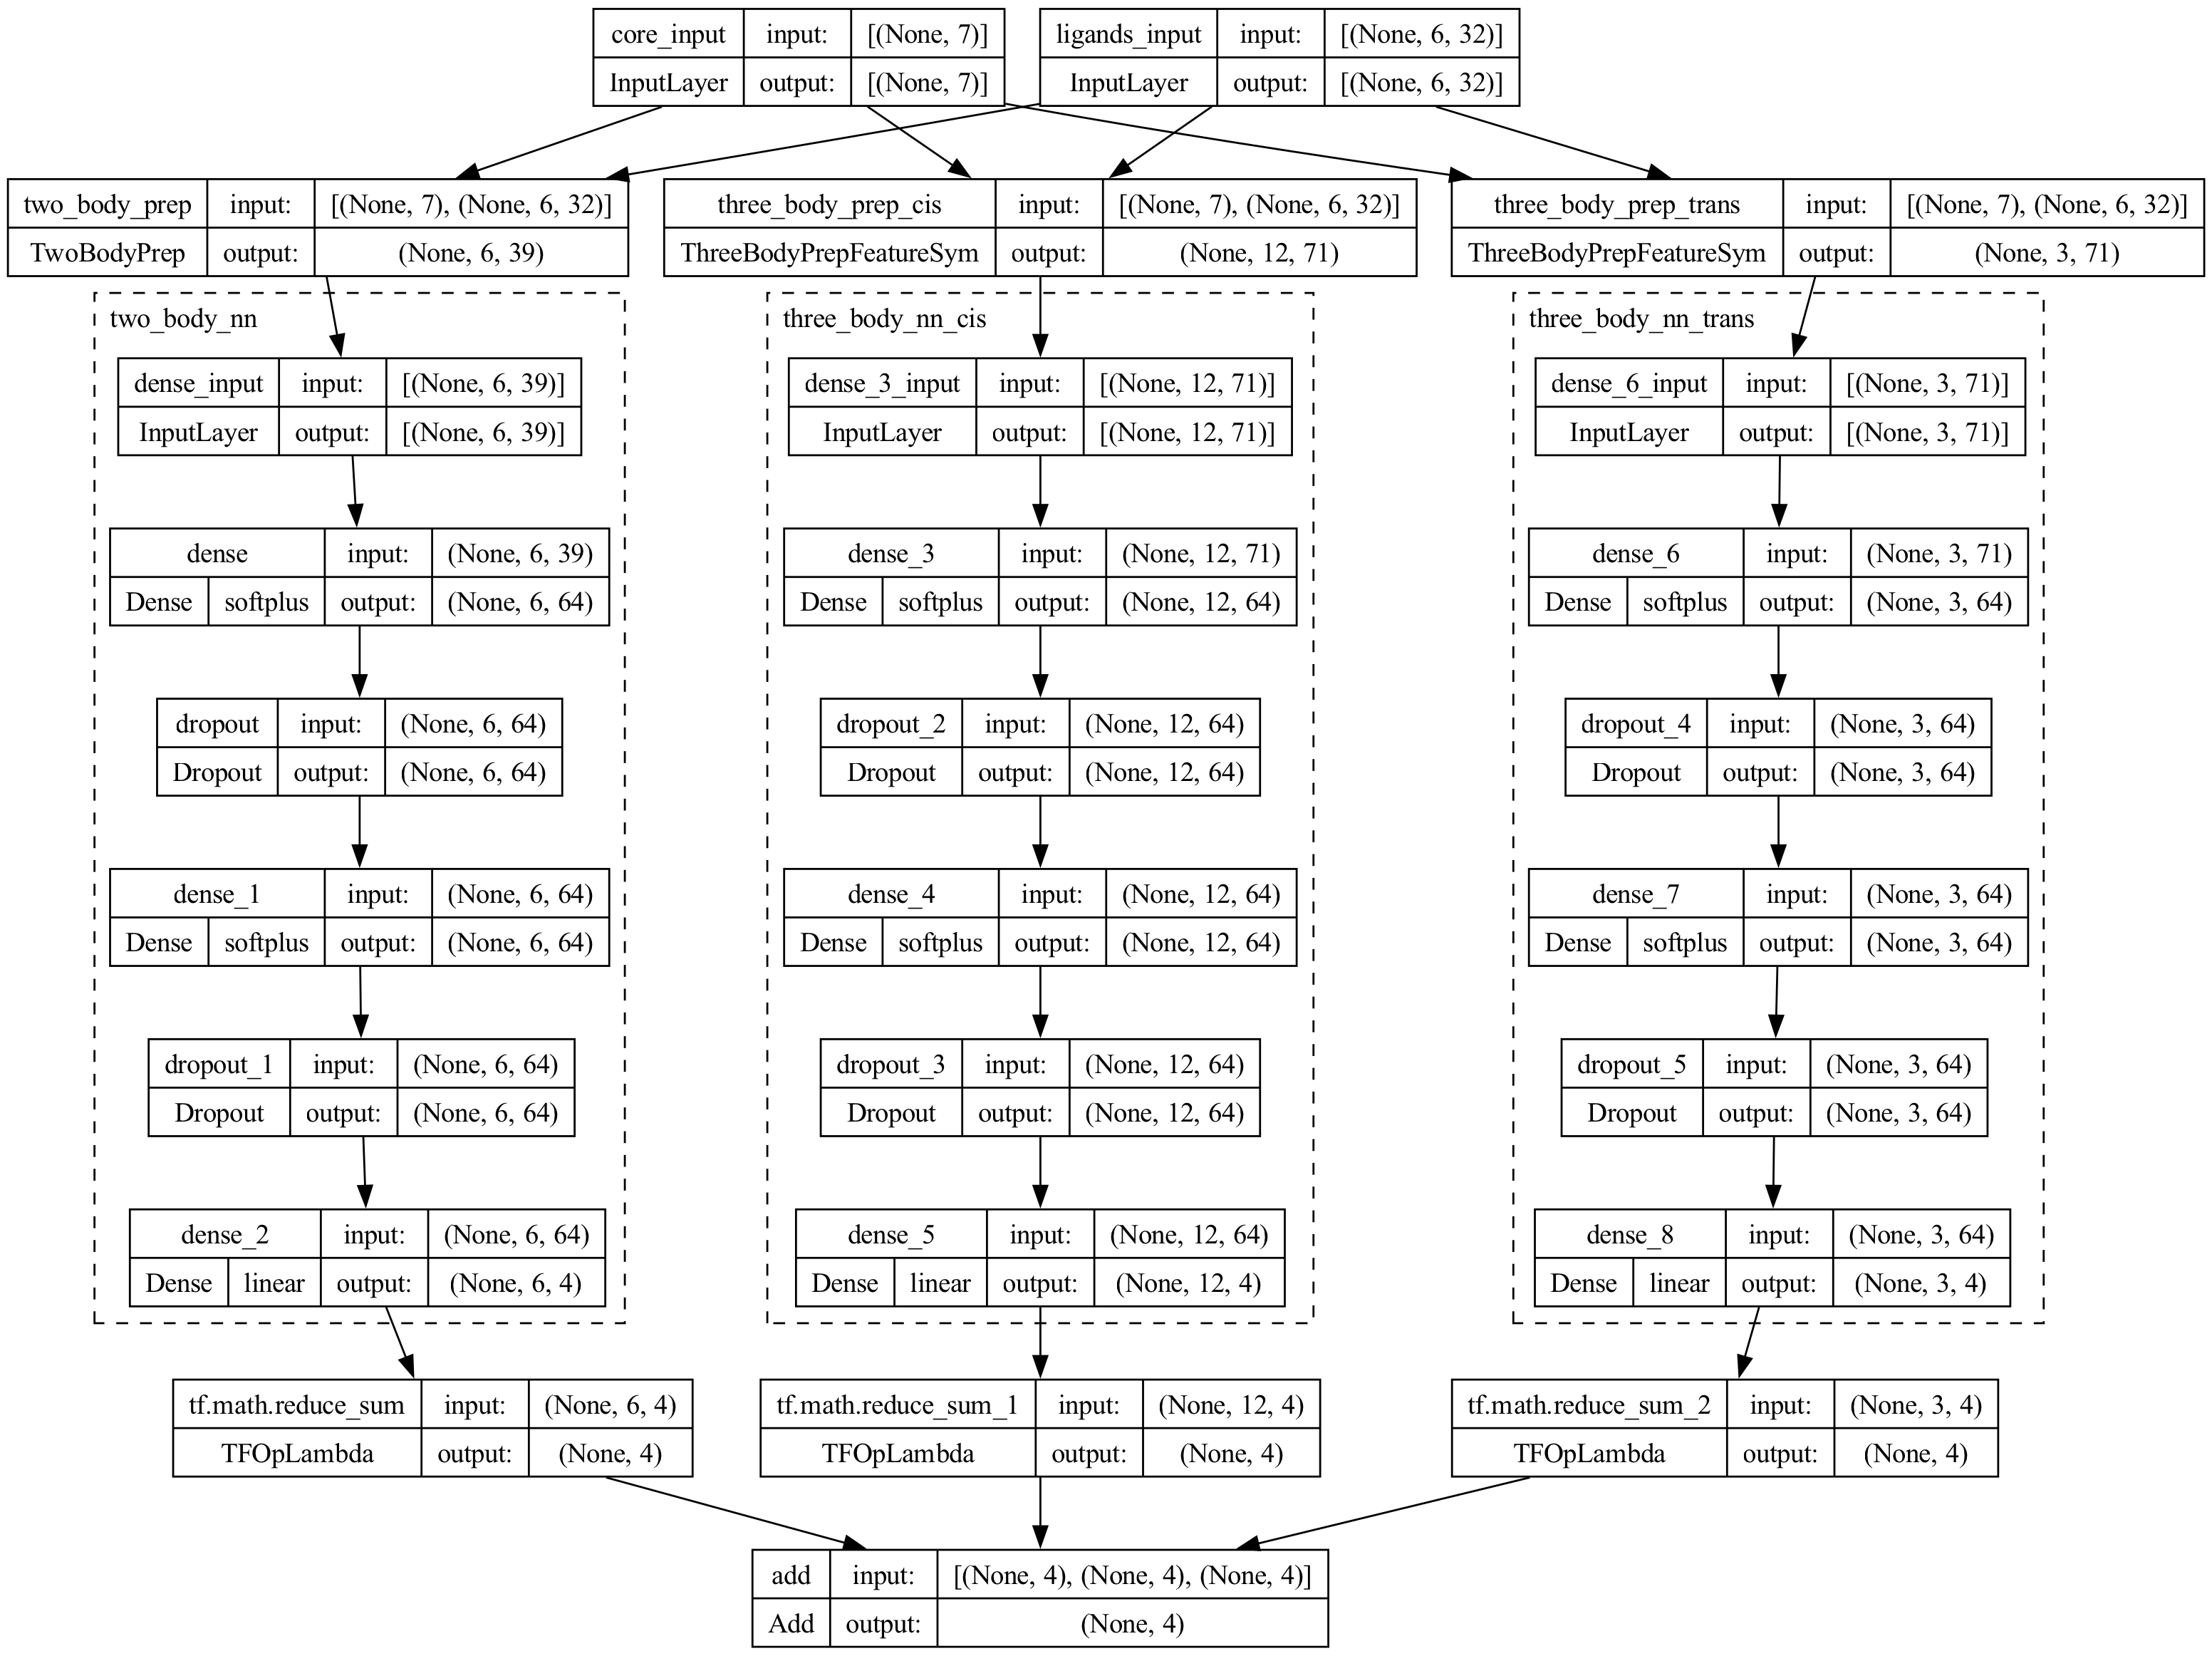 core_input input: [(None, 7)]
InputLayer output: [(None, 7)]
ligands_input input: [(None, 6, 32)]
InputLayer output: [(None, 6, 32)]
two_body_prep input: [(None, 7), (None, 6, 32)]
TwoBodyPrep output: (None, 6, 39)
three_body_prep_cis input: [(None, 7), (None, 6, 32)]
ThreeBodyPrepFeatureSym output: (None, 12, 71)
three_body_prep_trans input: [(None, 7), (None, 6, 32)]
ThreeBodyPrepFeatureSym output: (None, 3, 71)
two_body_nn
dense_input input: [(None, 6, 39)]
InputLayer output: [(None, 6, 39)]
dense input: (None, 6, 39)
Dense softplus output: (None, 6, 64)
dropout input: (None, 6, 64)
Dropout output: (None, 6, 64)
dense_1 input: (None, 6, 64)
Dense softplus output: (None, 6, 64)
dropout_1 input: (None, 6, 64)
Dropout output: (None, 6, 64)
dense_2 input: (None, 6, 64)
Dense linear output: (None, 6, 4)
three_body_nn_cis
dense_3_input input: [(None, 12, 71)]
InputLayer output: [(None, 12, 71)]
dense_3 input: (None, 12, 71)
Dense softplus output: (None, 12, 64)
dropout_2 input: (None, 12, 64)
Dropout output: (None, 12, 64)
dense_4 input: (None, 12, 64)
Dense softplus output: (None, 12, 64)
dropout_3 input: (None, 12, 64)
Dropout output: (None, 12, 64)
dense_5 input: (None, 12, 64)
Dense linear output: (None, 12, 4)
three_body_nn_trans
dense_6_input input: [(None, 3, 71)]
InputLayer output: [(None, 3, 71)]
dense_6 input: (None, 3, 71)
Dense softplus output: (None, 3, 64)
dropout_4 input: (None, 3, 64)
Dropout output: (None, 3, 64)
dense_7 input: (None, 3, 64)
Dense softplus output: (None, 3, 64)
dropout_5 input: (None, 3, 64)
Dropout output: (None, 3, 64)
dense_8 input: (None, 3, 64)
Dense linear output: (None, 3, 4)
tf.math.reduce_sum input: (None, 6, 4)
TFOpLambda output: (None, 4)
tf.math.reduce_sum_1 input: (None, 12, 4)
TFOpLambda output: (None, 4)
tf.math.reduce_sum_2 input: (None, 3, 4)
TFOpLambda output: (None, 4)
add input: [(None, 4), (None, 4), (None, 4)]
Add output: (None, 4)